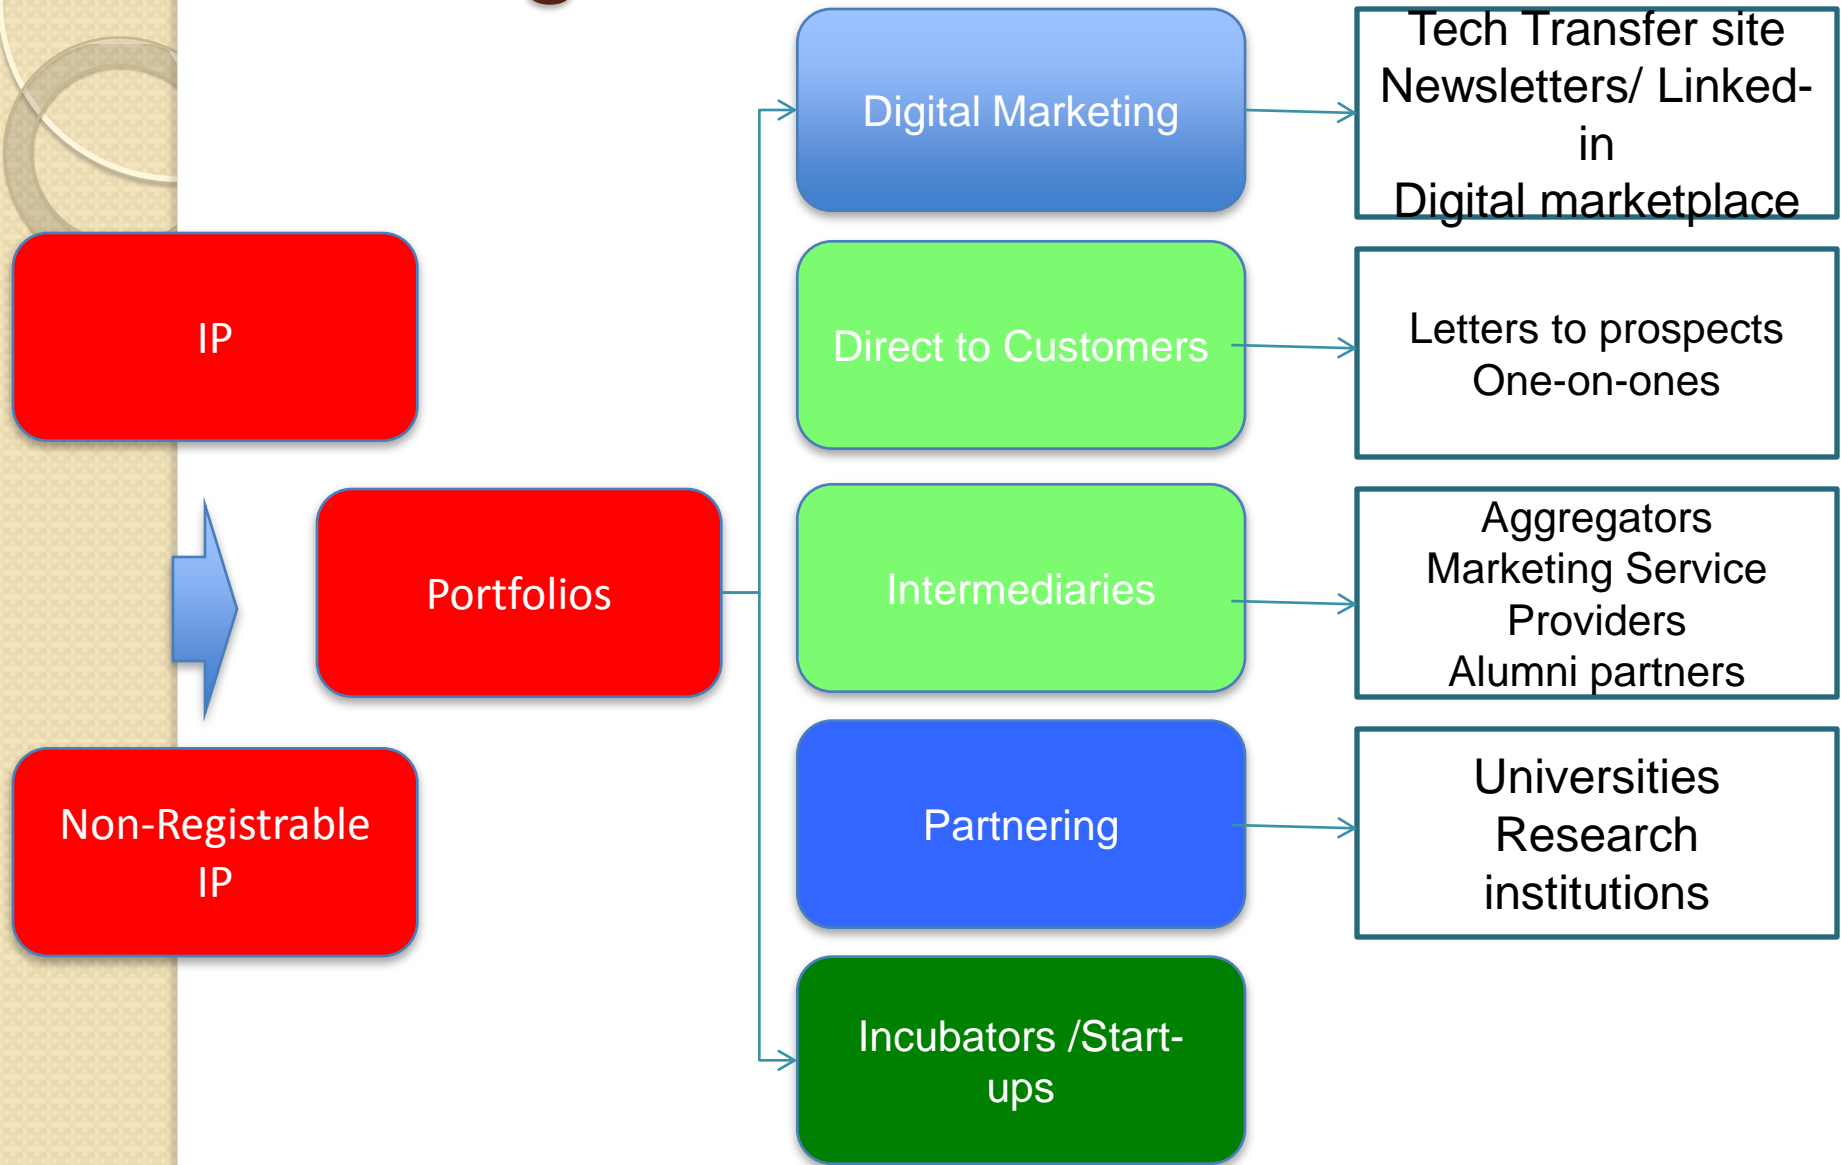 IP
Non-Registrable
IP
Portfolios
Digital Marketing
Tech Transfer site
Newsletters/ Linked-
in
Digital marketplace
Direct to Customers
Letters to prospects
One-on-ones
Intermediaries
Aggregators
Marketing Service
Providers
Alumni partners
Partnering
Universities
Research
institutions
Incubators /Start-
ups